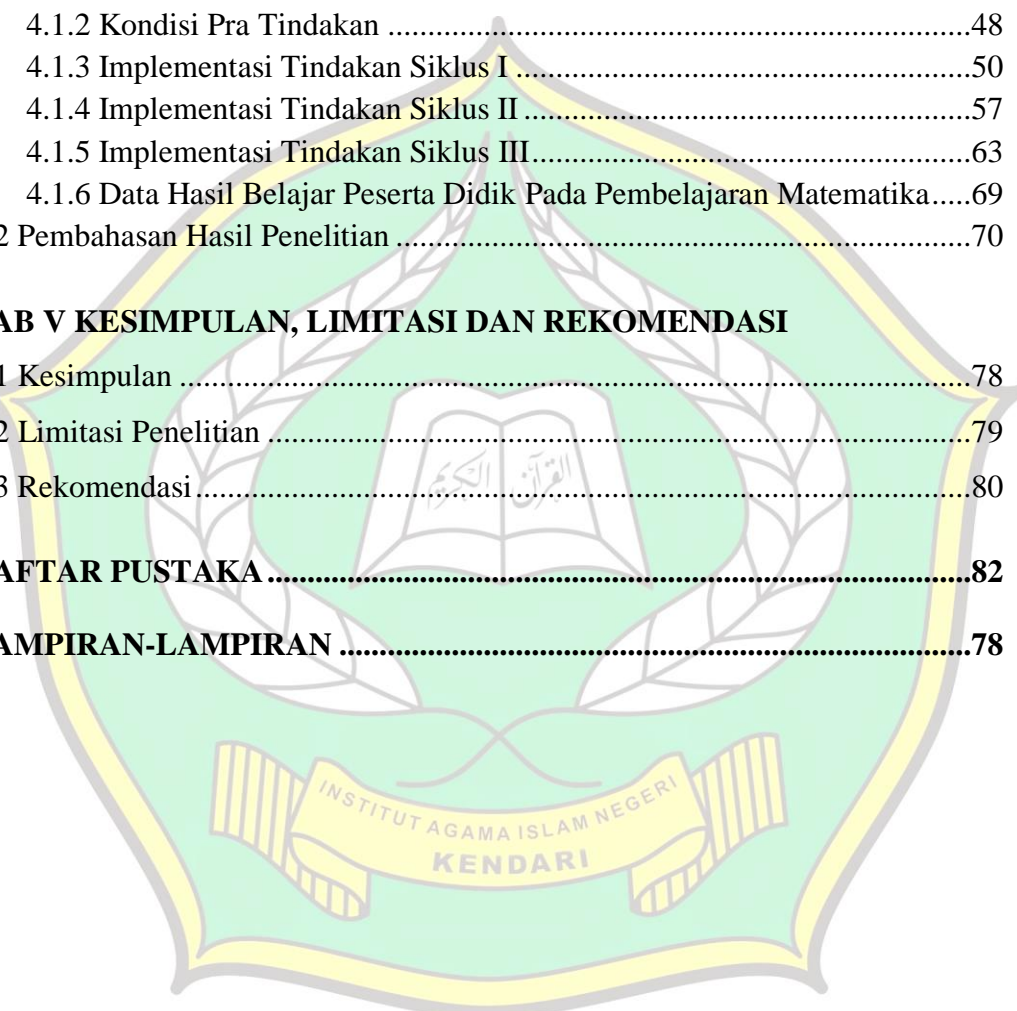 4.1.2 Kondisi Pra Tindakan ........................................................................48
4.1.3 Implementasi Tindakan Siklus I ..........................................................50
4.1.4 Implementasi Tindakan Siklus II .........................................................57
4.1.5 Implementasi Tindakan Siklus III........................................................63
4.1.6 Data Hasil Belajar Peserta Didik Pada Pembelajaran Matematika.....69
2 Pembahasan Hasil Penelitian .......................................................................70
AB V KESIMPULAN, LIMITASI DAN REKOMENDASI
1 Kesimpulan ..................................................................................................78
2 Limitasi Penelitian .......................................................................................79
3 Rekomendasi................................................................................................80
AFTAR PUSTAKA .........................................................................................82
AMPIRAN-LAMPIRAN .................................................................................78
القرآن الكريم
INSTITUT AGAMA ISLAM NEGERI
KENDARI